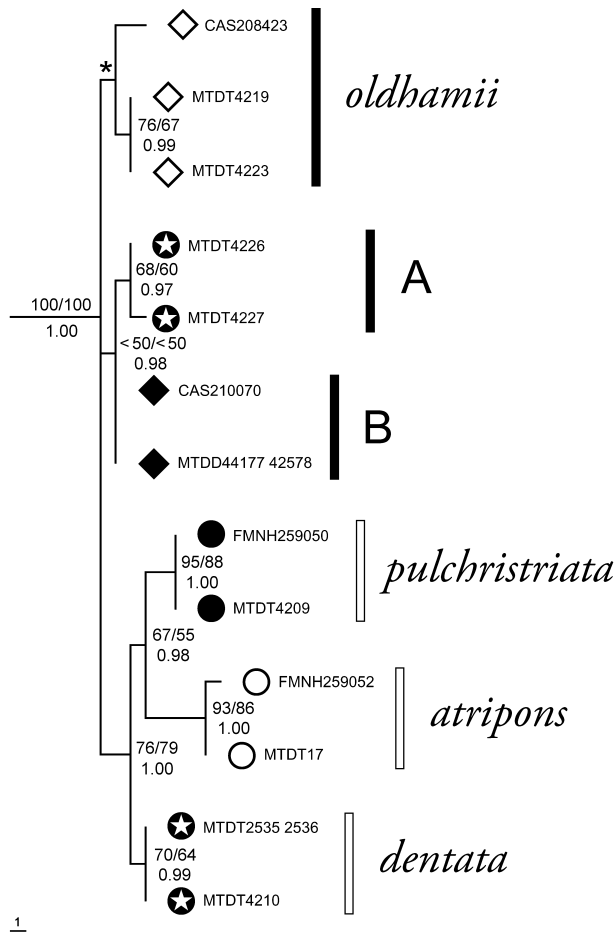 CAS208423
*
MTDT4219
oldhamii
76/67
0.99
MTDT4223
MTDT4226
68/60
0.97
A
100/100
1.00
MTDT4227
<50/<50
0.98
CAS210070
B
MTDD44177 42578
FMNH259050
95/88
1.00
pulchristriata
MTDT4209
67/55
0.98
FMNH259052
93/86
1.00
atripons
MTDT17
76/79
1.00
MTDT2535 2536
70/64
0.99
dentata
MTDT4210
1